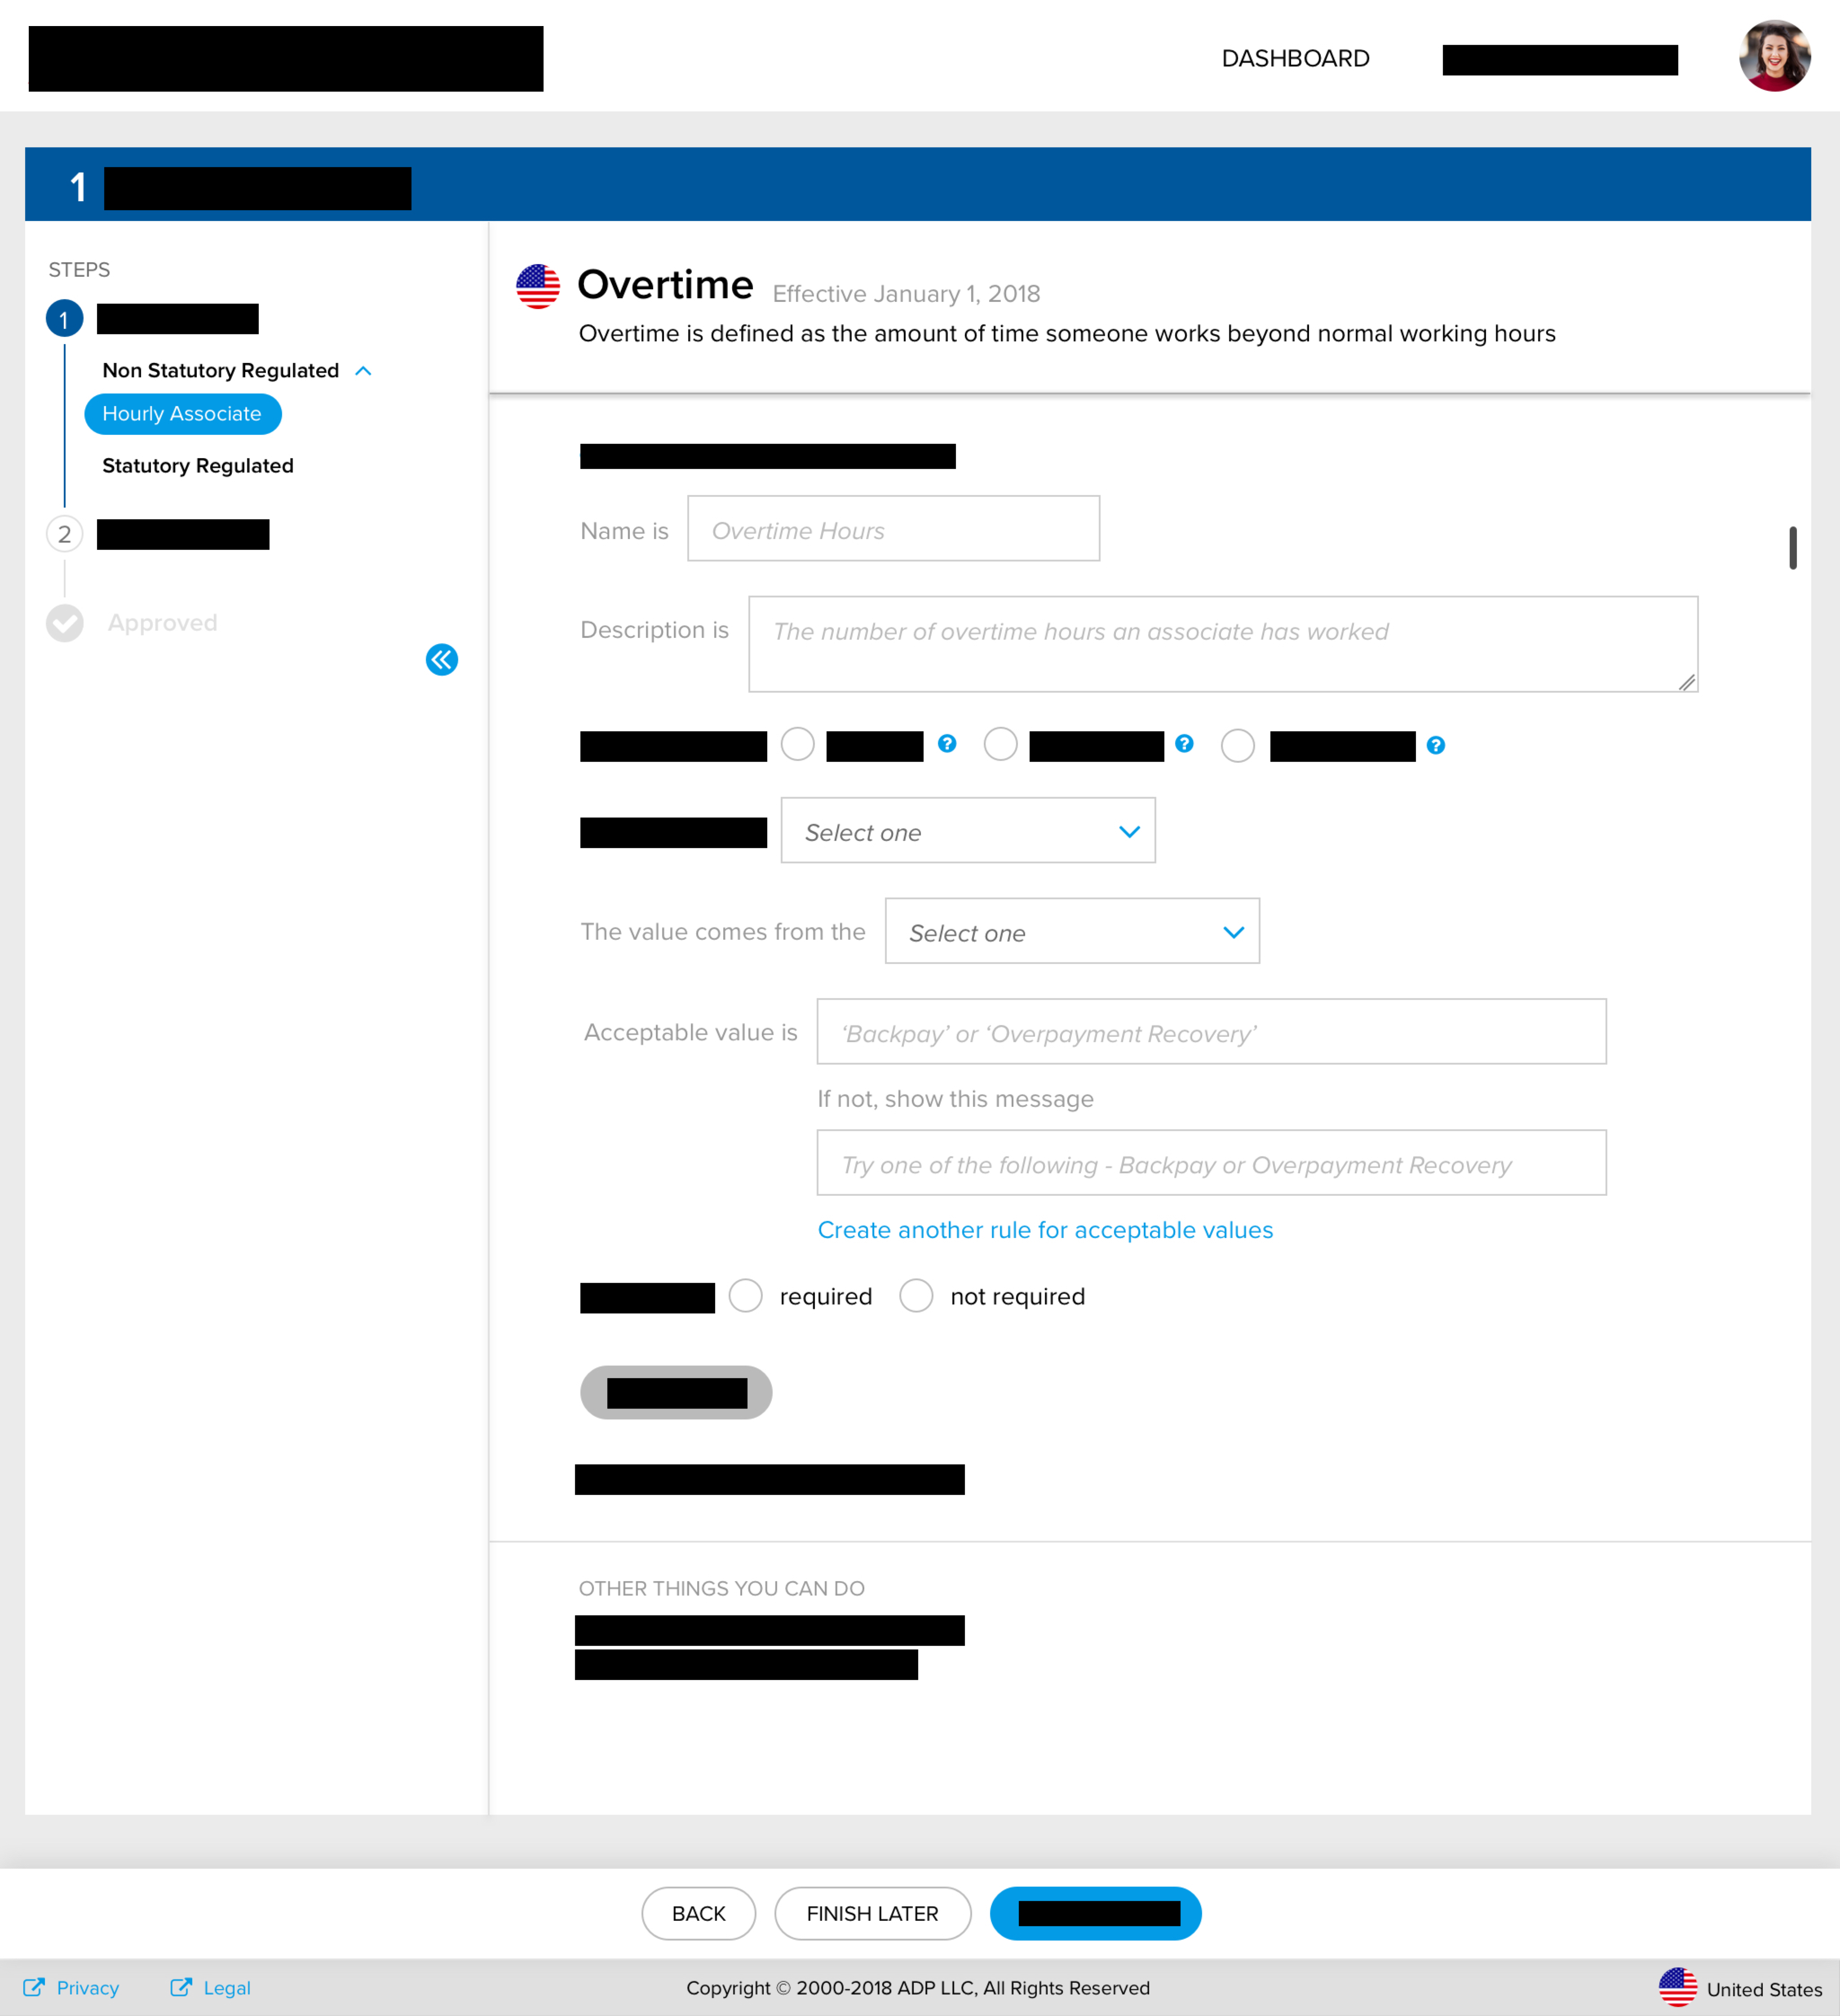 DASHBOARD
1
STEPS
1
Non Statutory Regulated
Hourly Associate
Statutory Regulated
2
Approved
Overtime Effective January 1, 2018
Overtime is defined as the amount of time someone works beyond normal working hours
Name is Overtime Hours
Description is The number of overtime hours an associate has worked
? ? ?
Select one
The value comes from the Select one
Acceptable value is ‘Backpay’ or ‘Overpayment Recovery’
If not, show this message
Try one of the following - Backpay or Overpayment Recovery
Create another rule for acceptable values
required not required
OTHER THINGS YOU CAN DO
BACK FINISH LATER
Privacy Legal Copyright © 2000-2018 ADP LLC, All Rights Reserved United States